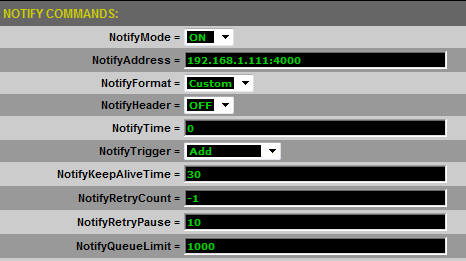 NOTIFY COMMANDS:
NotifyMode = ON
NotifyAddress = 192.168.1.111:4000
NotifyFormat = Custom
NotifyHeader = OFF
NotifyTime = 0
NotifyTrigger = Add
NotifyKeepAliveTime = 30
NotifyRetryCount = -1
NotifyRetryPause = 10
NotifyQueueLimit = 1000